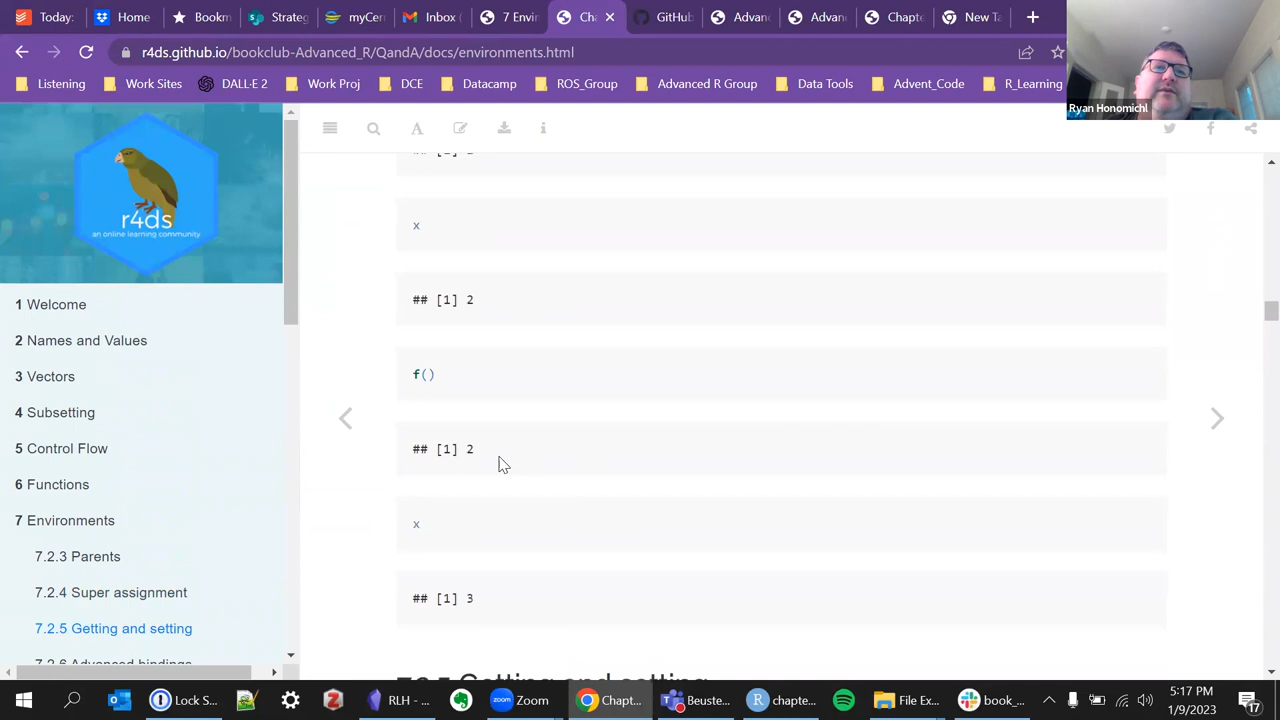 Today: Home Bookm Strateg myCer Inbox ( 7 Envir Cha GitHub Advan Advan Chapte New Ta
r4ds.github.io/bookclub-Advanced_R/QandA/docs/environments.html
Listening Work Sites DALL·E 2 Work Proj DCE Datacamp ROS_Group Advanced R Group Data Tools Advent_Code R_Learning
Ryan Honomichl
r4ds
an online learning community
1 Welcome
2 Names and Values
3 Vectors
4 Subsetting
5 Control Flow
6 Functions
7 Environments
7.2.3 Parents
7.2.4 Super assignment
7.2.5 Getting and setting
x
## [1] 2
f()
## [1] 2
x
## [1] 3
Lock S... RLH - ... Zoom Chapt... Beuste... chapte... File Ex... book_...
5:17 PM
1/9/2023
17